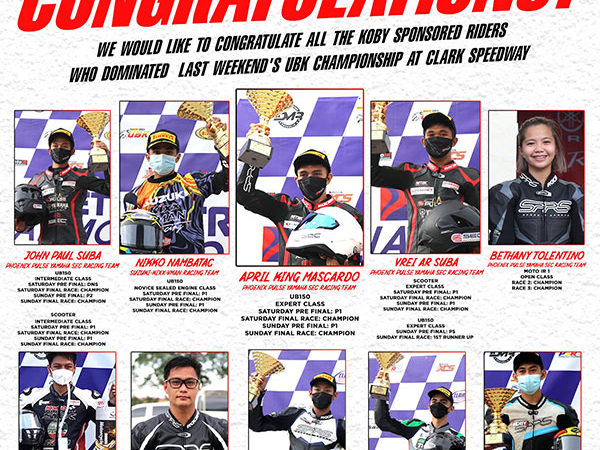 CONGRATULATIONS!
WE WOULD LIKE TO CONGRATULATE ALL THE KOBY SPONSORED RIDERS
WHO DOMINATED LAST WEEKEND'S UBK CHAMPIONSHIP AT CLARK SPEEDWAY
JOHN PAUL SUBA
PHOENIX PULSE YAMAHA SEC RACING TEAM
UB150
INTERMEDIATE CLASS
SATURDAY PRE FINAL: DNS
SATURDAY FINAL RACE: CHAMPION
SUNDAY PRE FINAL: P2
SUNDAY FINAL RACE: CHAMPION
SCOOTER
INTERMEDIATE CLASS
SATURDAY PRE FINAL: P1
SATURDAY FINAL RACE: CHAMPION
SUNDAY PRE FINAL: P1
SUNDAY FINAL RACE: CHAMPION
NIKKO NAMBATAC
UB110
NOVICE SEALED ENGINE CLASS
SATURDAY PRE FINAL: P1
SATURDAY FINAL RACE: CHAMPION
SUNDAY PRE FINAL: P1
SUNDAY FINAL RACE: CHAMPION
APRIL KING MASCARDO
PHOENIX PULSE YAMAHA SEC RACING TEAM
UB150
EXPERT CLASS
SATURDAY PRE FINAL: P1
SATURDAY FINAL RACE: CHAMPION
SUNDAY PRE FINAL: P1
SUNDAY FINAL RACE: CHAMPION
VREI AR SUBA
PHOENIX PULSE YAMAHA SEC RACING TEAM
SCOOTER
EXPERT CLASS
SATURDAY PRE FINAL: P1
SATURDAY FINAL RACE: CHAMPION
SUNDAY PRE FINAL: P1
SUNDAY FINAL RACE: CHAMPION
UB150
EXPERT CLASS
SUNDAY PRE FINAL: P5
SUNDAY FINAL RACE: 1ST RUNNER UP
BETHANY TOLENTINO
PHOENIX PULSE YAMAHA SEC RACING TEAM
MOTO IR 1
OPEN CLASS
RACE 2: CHAMPION
RACE 3: CHAMPION